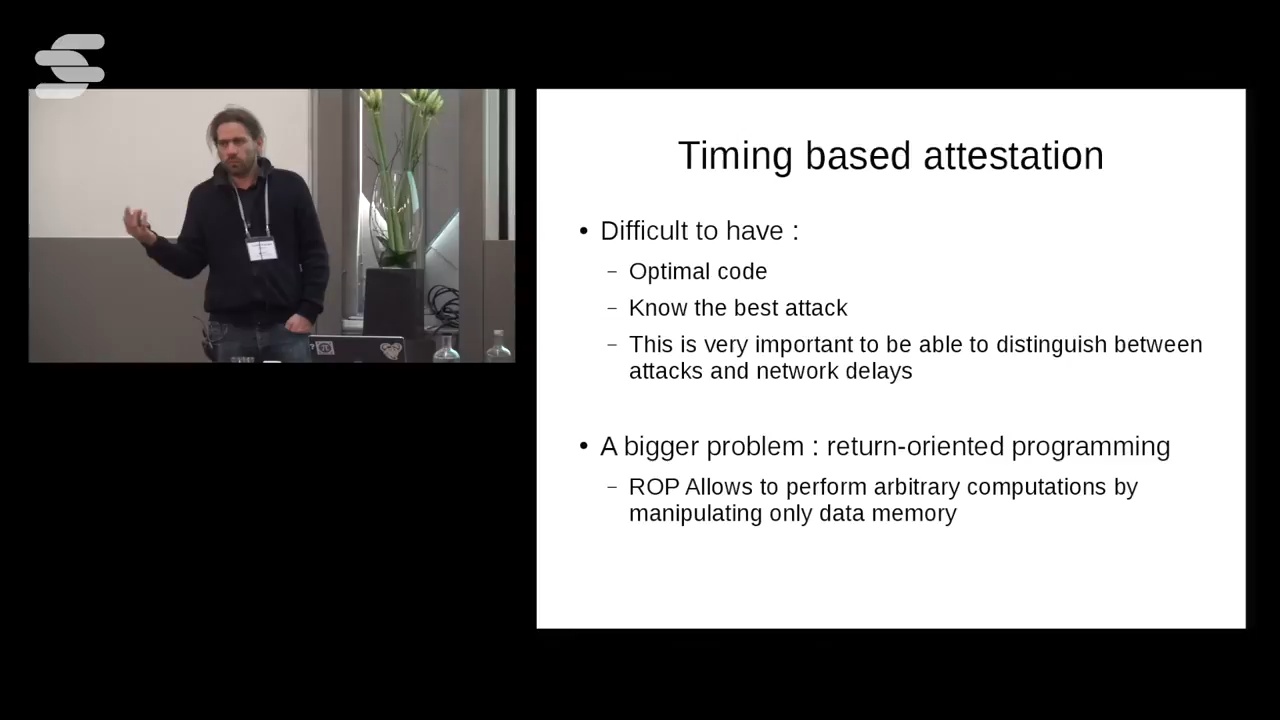 Timing based attestation
• Difficult to have :
– Optimal code
– Know the best attack
– This is very important to be able to distinguish between
attacks and network delays
• A bigger problem : return-oriented programming
– ROP Allows to perform arbitrary computations by
manipulating only data memory